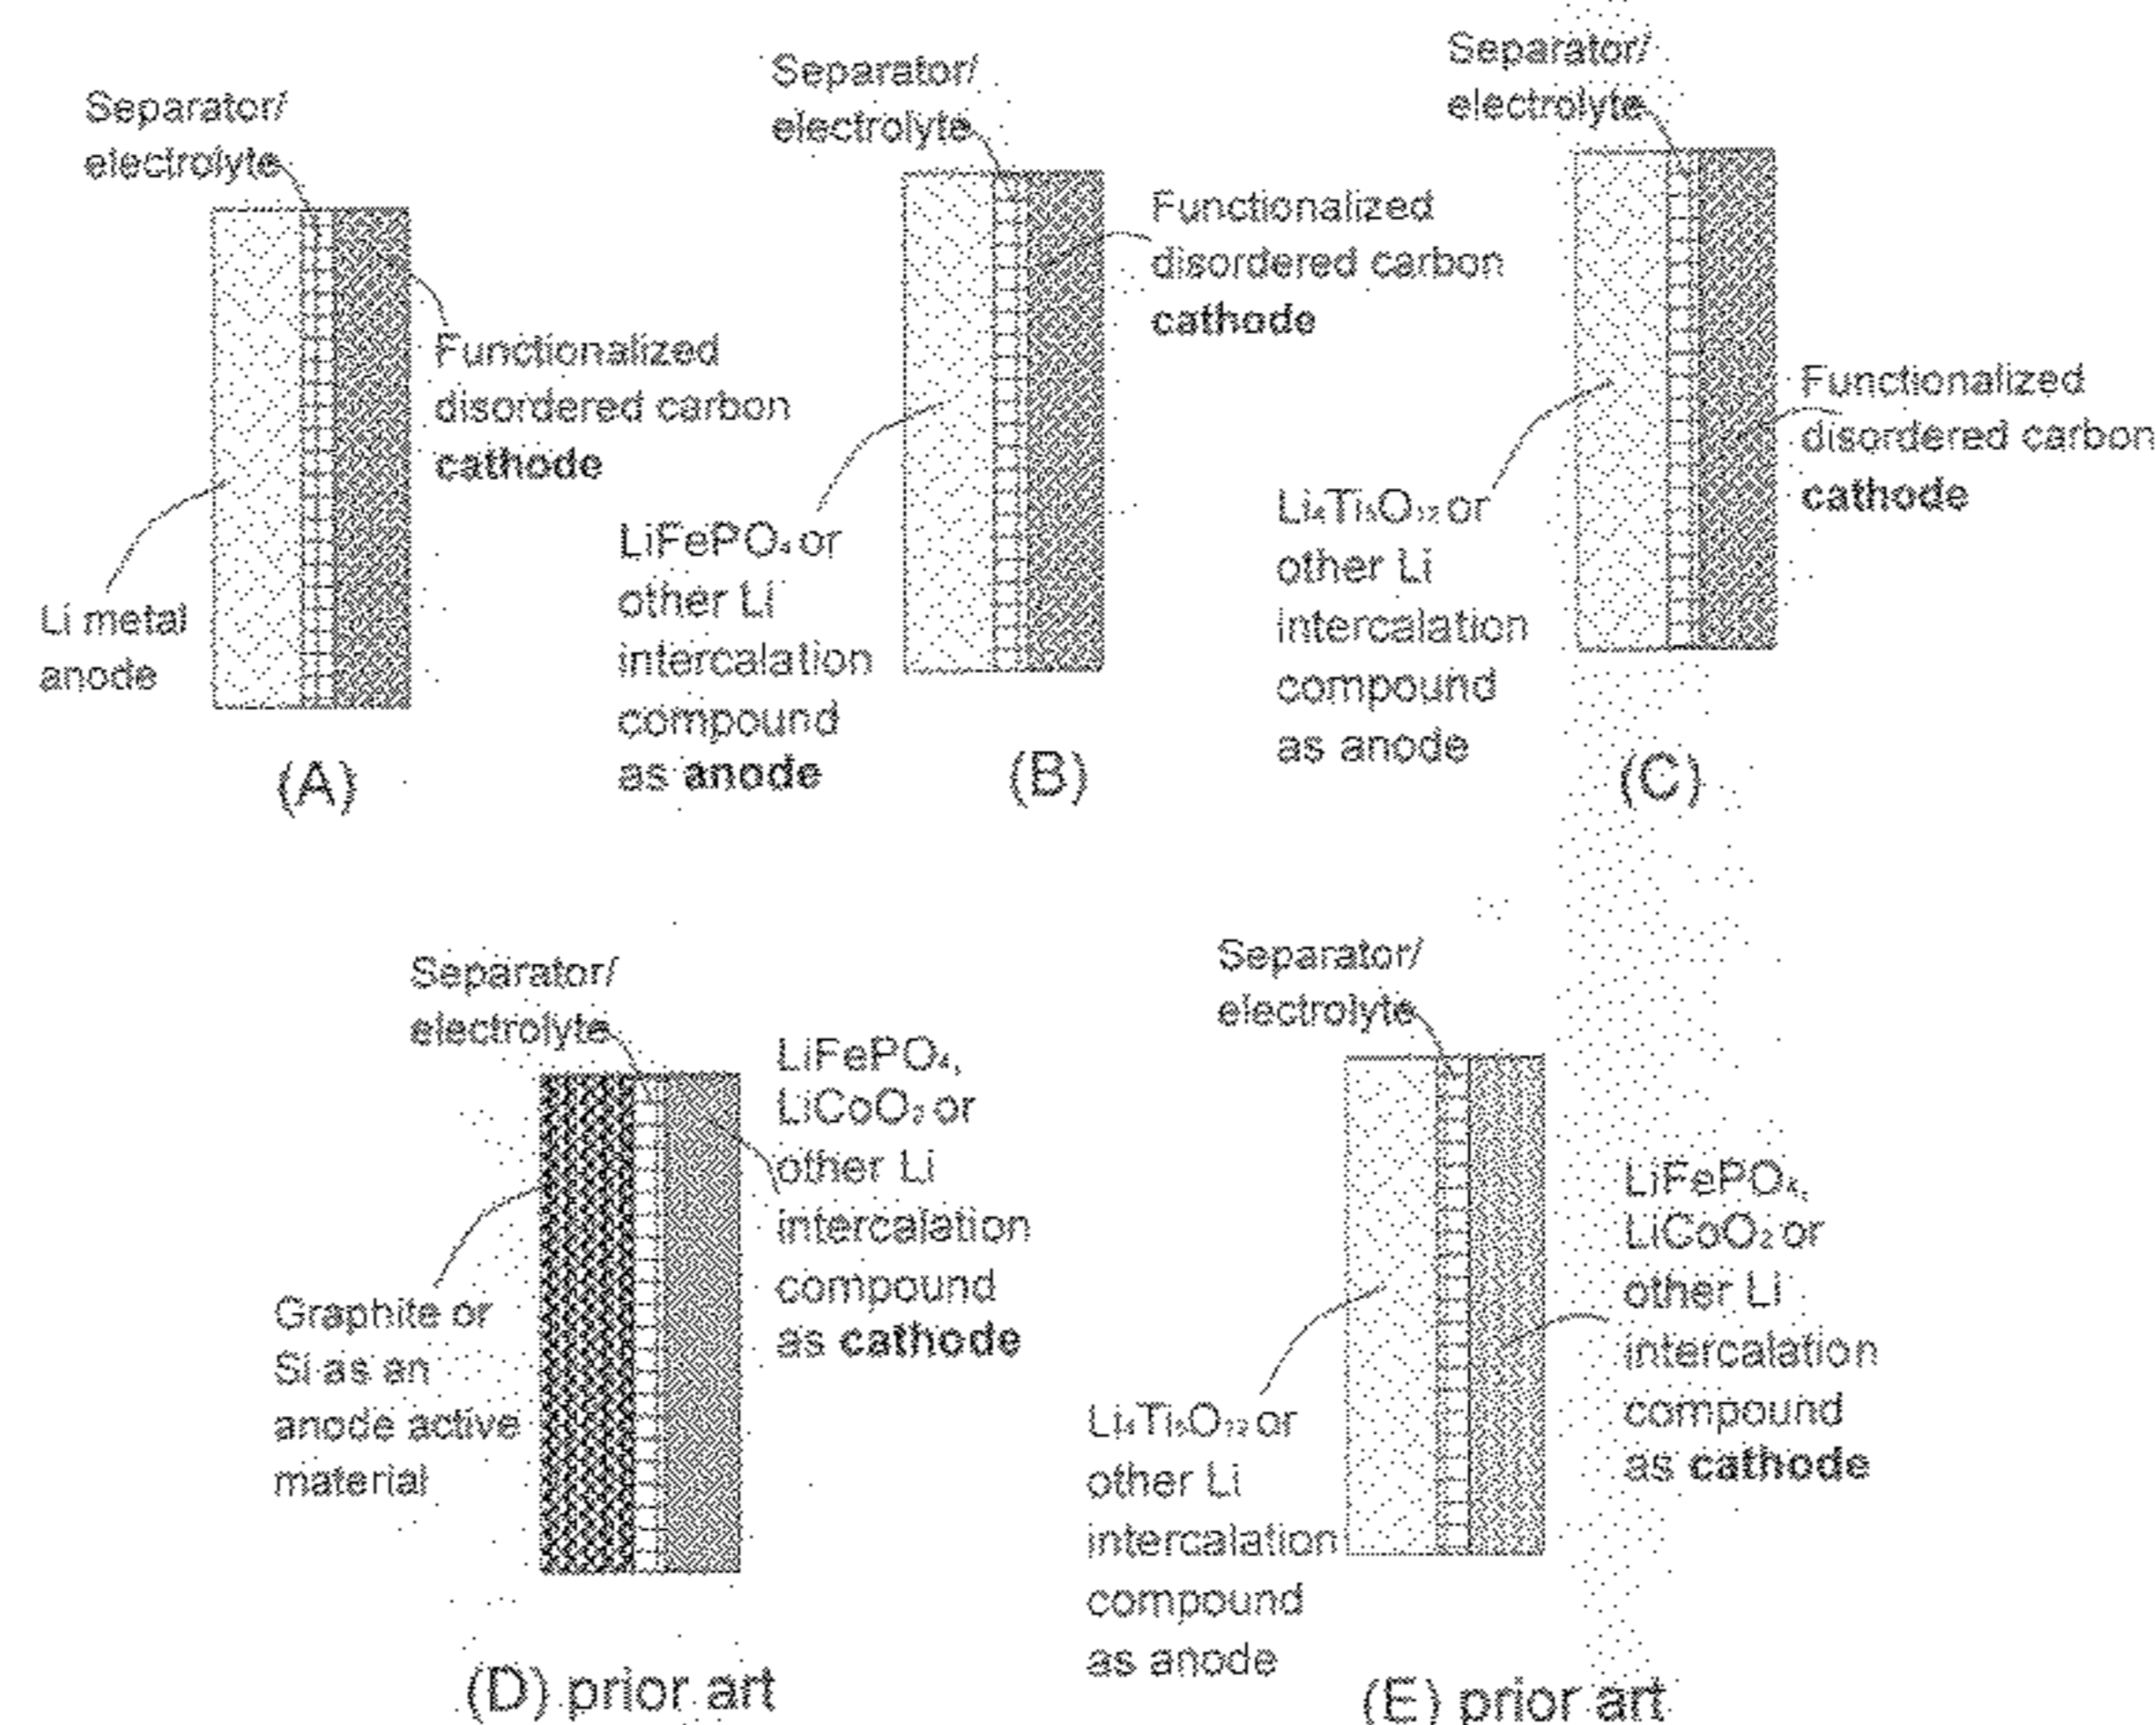 Separator/
electrolyte
Functionalized
disordered carbon
cathode
Li metal
anode
(A)
Separator/
electrolyte
Functionalized
disordered carbon
cathode
LiFePO₄ or
other Li
intercalation
compound
as anode
(B)
Separator/
electrolyte
Functionalized
disordered carbon
cathode
Li₄Ti₅O₁₂ or
other Li
intercalation
compound
as anode
(C)
Separator/
electrolyte
LiFePO₄,
LiCoO₂ or
other Li
intercalation
compound
as cathode
Graphite or
Si as an
anode active
material
(D) prior art
Separator/
electrolyte
LiFePO₄,
LiCoO₂ or
other Li
intercalation
compound
as cathode
Li₄Ti₅O₁₂ or
other Li
intercalation
compound
as anode
(E) prior art